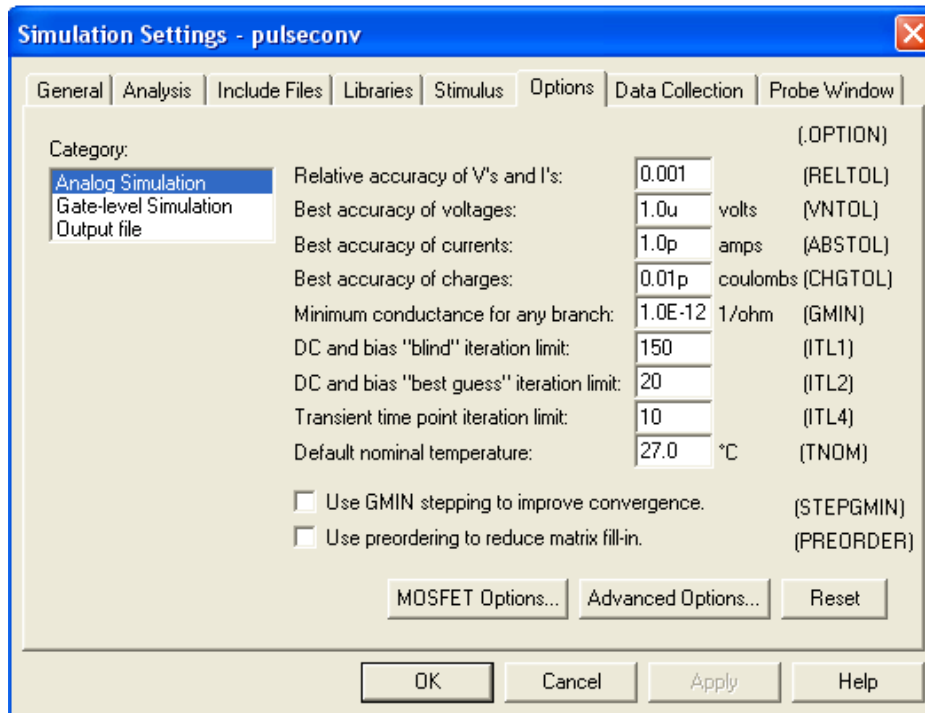 Simulation Settings - pulseconv
General Analysis Include Files Libraries Stimulus Options Data Collection Probe Window
(.OPTION)
Category:
Analog Simulation
Gate-level Simulation
Output file
Relative accuracy of V's and I's: 0.001 (RELTOL)
Best accuracy of voltages: 1.0u volts (VNTOL)
Best accuracy of currents: 1.0p amps (ABSTOL)
Best accuracy of charges: 0.01p coulombs (CHGTOL)
Minimum conductance for any branch: 1.0E-12 1/ohm (GMIN)
DC and bias "blind" iteration limit: 150 (ITL1)
DC and bias "best guess" iteration limit: 20 (ITL2)
Transient time point iteration limit: 10 (ITL4)
Default nominal temperature: 27.0 °C (TNOM)
Use GMIN stepping to improve convergence. (STEPGMIN)
Use preordering to reduce matrix fill-in. (PREORDER)
MOSFET Options... Advanced Options... Reset
OK Cancel Apply Help